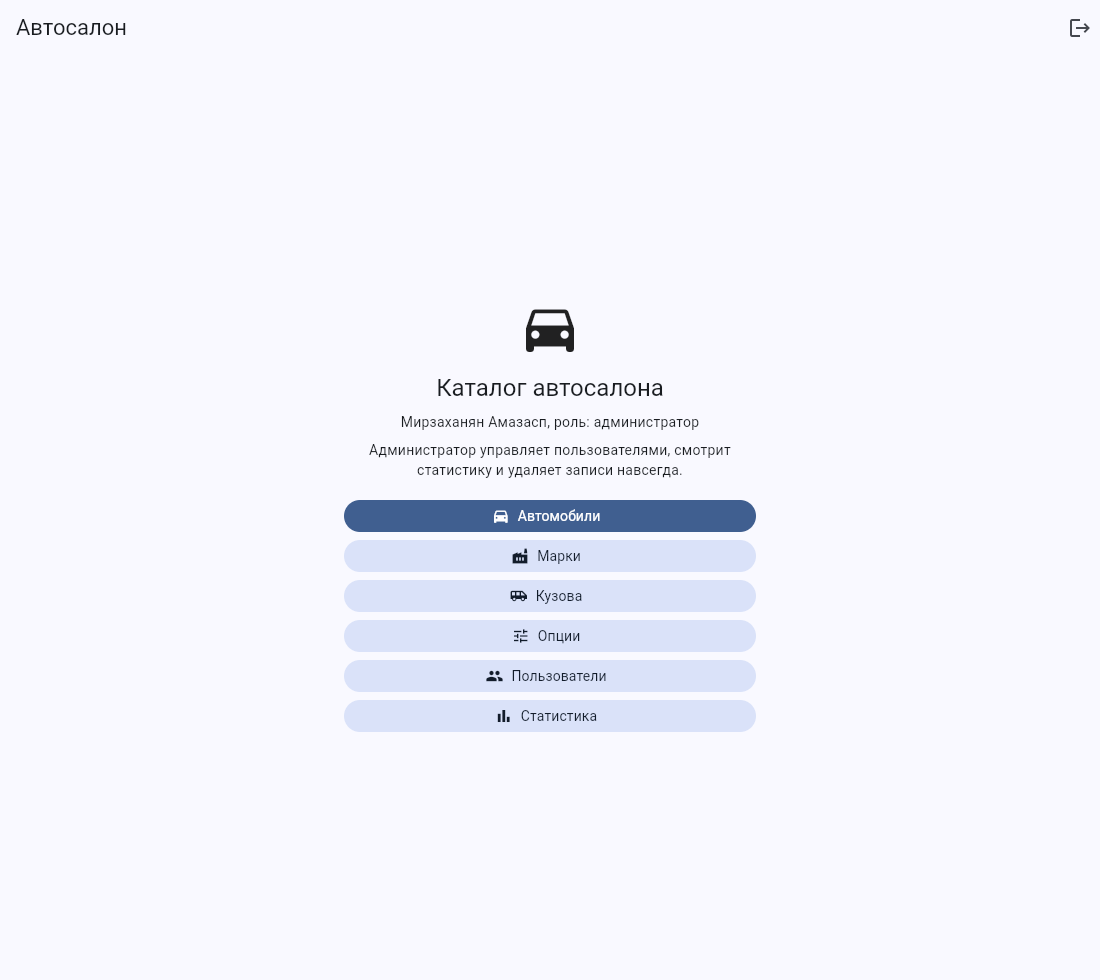 Автосалон
Каталог автосалона
Мирзаханян Амазасп, роль: администратор
Администратор управляет пользователями, смотрит
статистику и удаляет записи навсегда.
Автомобили
Марки
Кузова
Опции
Пользователи
Статистика